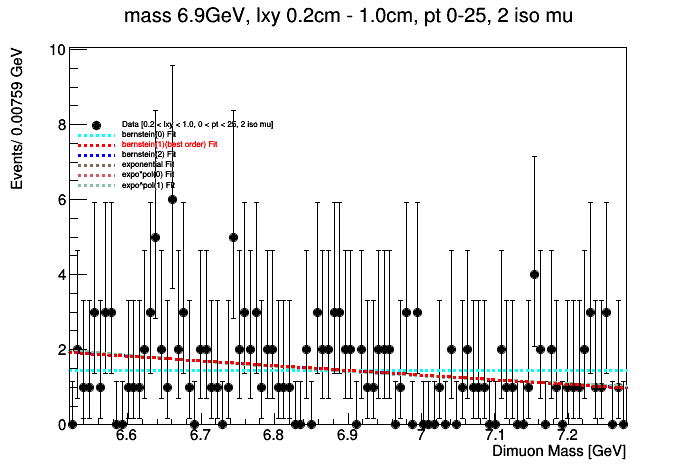 mass 6.9GeV, lxy 0.2cm - 1.0cm, pt 0-25, 2 iso mu
Events/ 0.00759 GeV
10
8
6
4
2
0
Data [0.2 < lxy < 1.0, 0 < pt < 25, 2 iso mu]
bernstein(0) Fit
bernstein(1)(best order) Fit
bernstein(2) Fit
exponential Fit
expo*pol(0) Fit
expo*pol(1) Fit
6.6 6.7 6.8 6.9 7 7.1 7.2
Dimuon Mass [GeV]